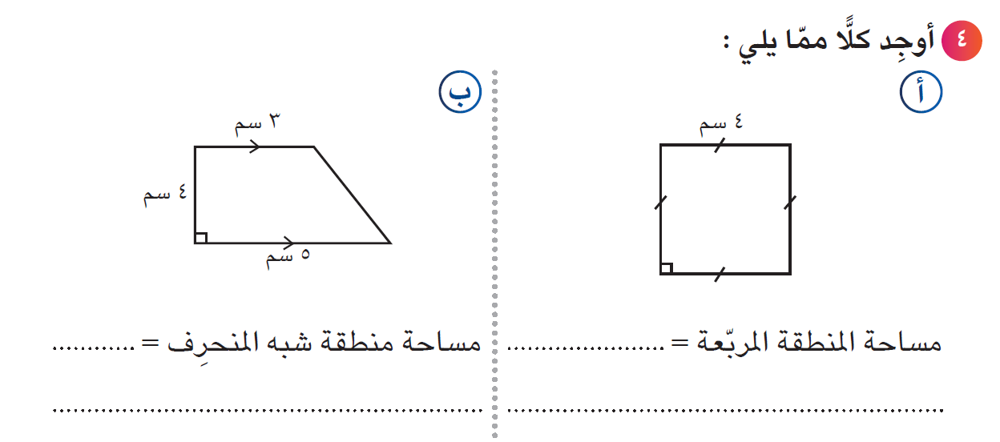 ٤ أوجِد كلًّا ممّا يلي :
أ
٤ سم
مساحة المنطقة المربّعة = ..................
ب
٣ سم
٤ سم
٥ سم
مساحة منطقة شبه المنحرِف = ............